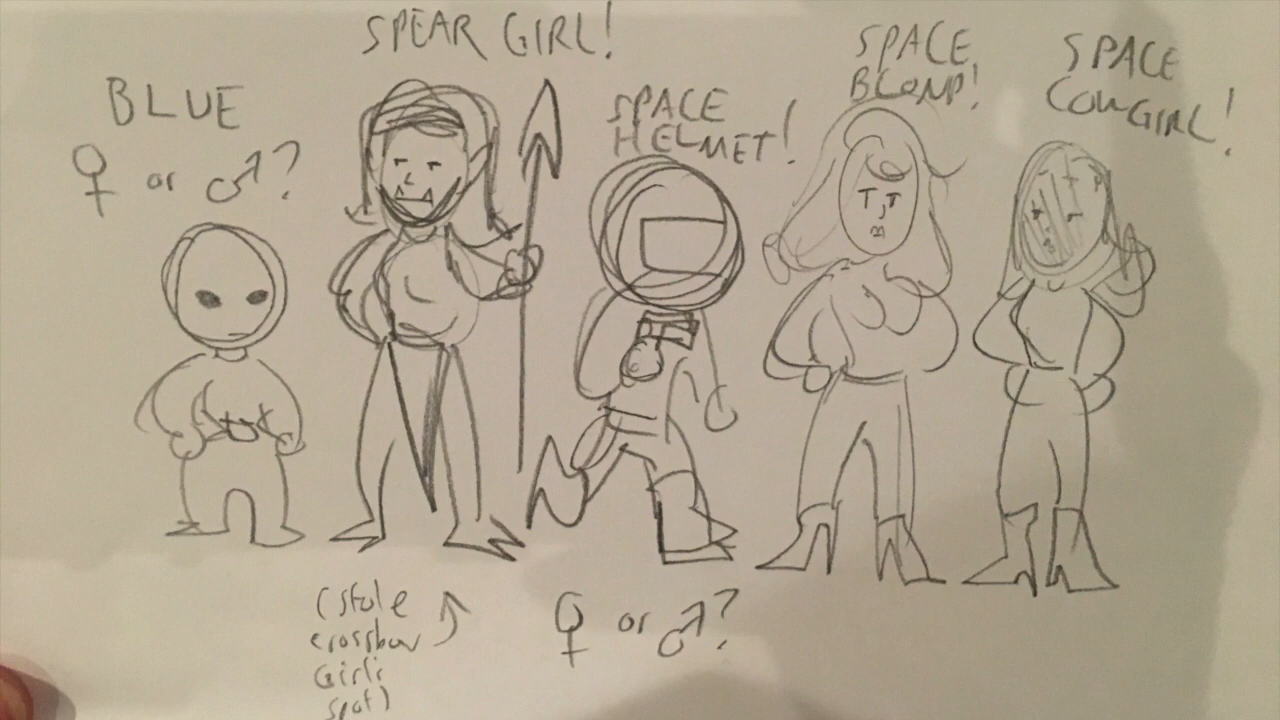 SPEAR GIRL!
BLUE
♀ or ♂?
SPACE
HELMET!
SPACE
BLOND!
SPACE
COWGIRL!
(stole
crossbow
Girl's
spot)
♀ or ♂?